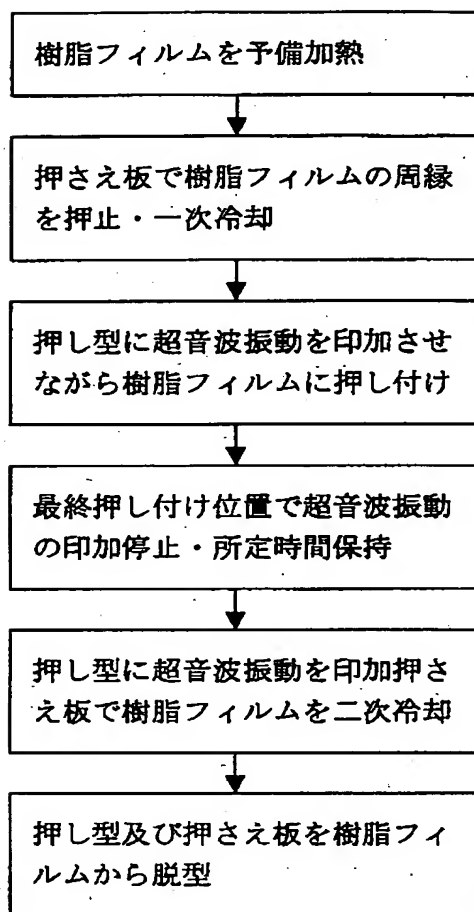 樹脂フィルムを予備加熱
押さえ板で樹脂フィルムの周縁
を押止・一次冷却
押し型に超音波振動を印加させ
ながら樹脂フィルムに押し付け
最終押し付け位置で超音波振動
の印加停止・所定時間保持
押し型に超音波振動を印加押さ
え板で樹脂フィルムを二次冷却
押し型及び押さえ板を樹脂フィ
ルムから脱型